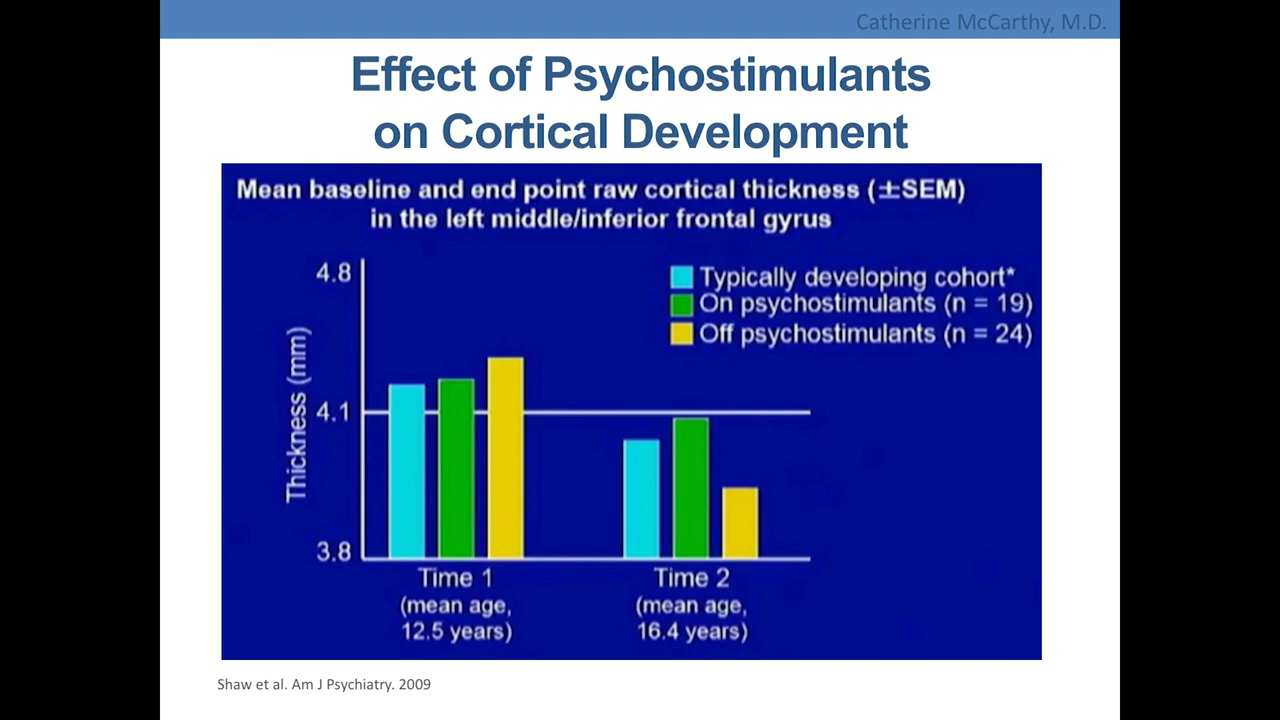 Catherine McCarthy, M.D.
Effect of Psychostimulants
on Cortical Development
Mean baseline and end point raw cortical thickness (±SEM)
in the left middle/inferior frontal gyrus
Typically developing cohort*
On psychostimulants (n = 19)
Off psychostimulants (n = 24)
Thickness (mm)
4.8
4.1
3.8
Time 1
(mean age,
12.5 years)
Time 2
(mean age,
16.4 years)
Shaw et al. Am J Psychiatry. 2009